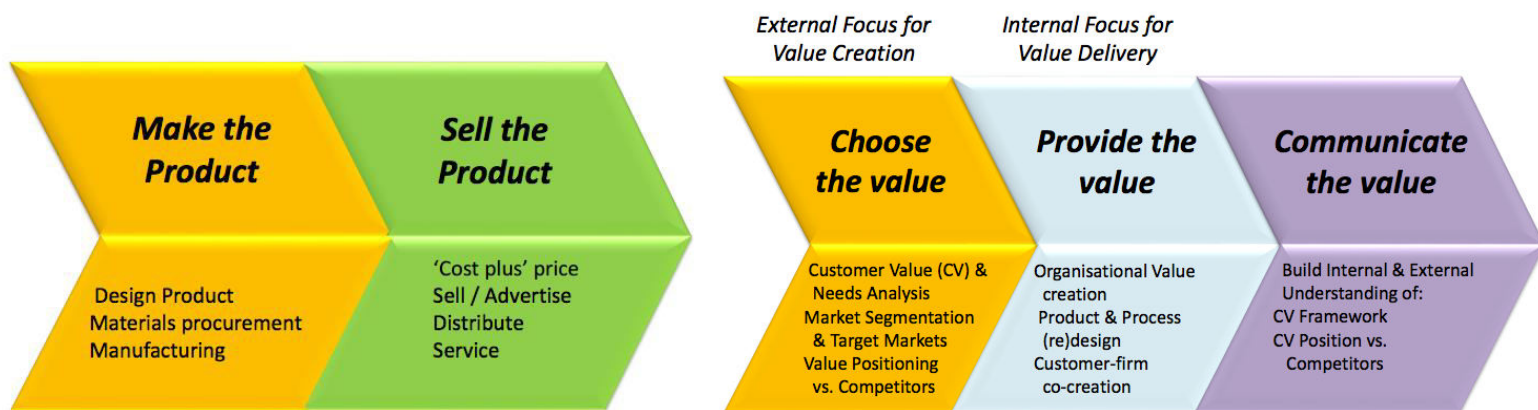 Make the
Product
Sell the
Product
Design Product
Materials procurement
Manufacturing
‘Cost plus’ price
Sell / Advertise
Distribute
Service
External Focus for
Value Creation
Internal Focus for
Value Delivery
Choose
the value
Provide the
value
Communicate
the value
Customer Value (CV) &
Needs Analysis
Market Segmentation
& Target Markets
Value Positioning
vs. Competitors
Organisational Value
creation
Product & Process
(re)design
Customer-firm
co-creation
Build Internal & External
Understanding of:
CV Framework
CV Position vs.
Competitors